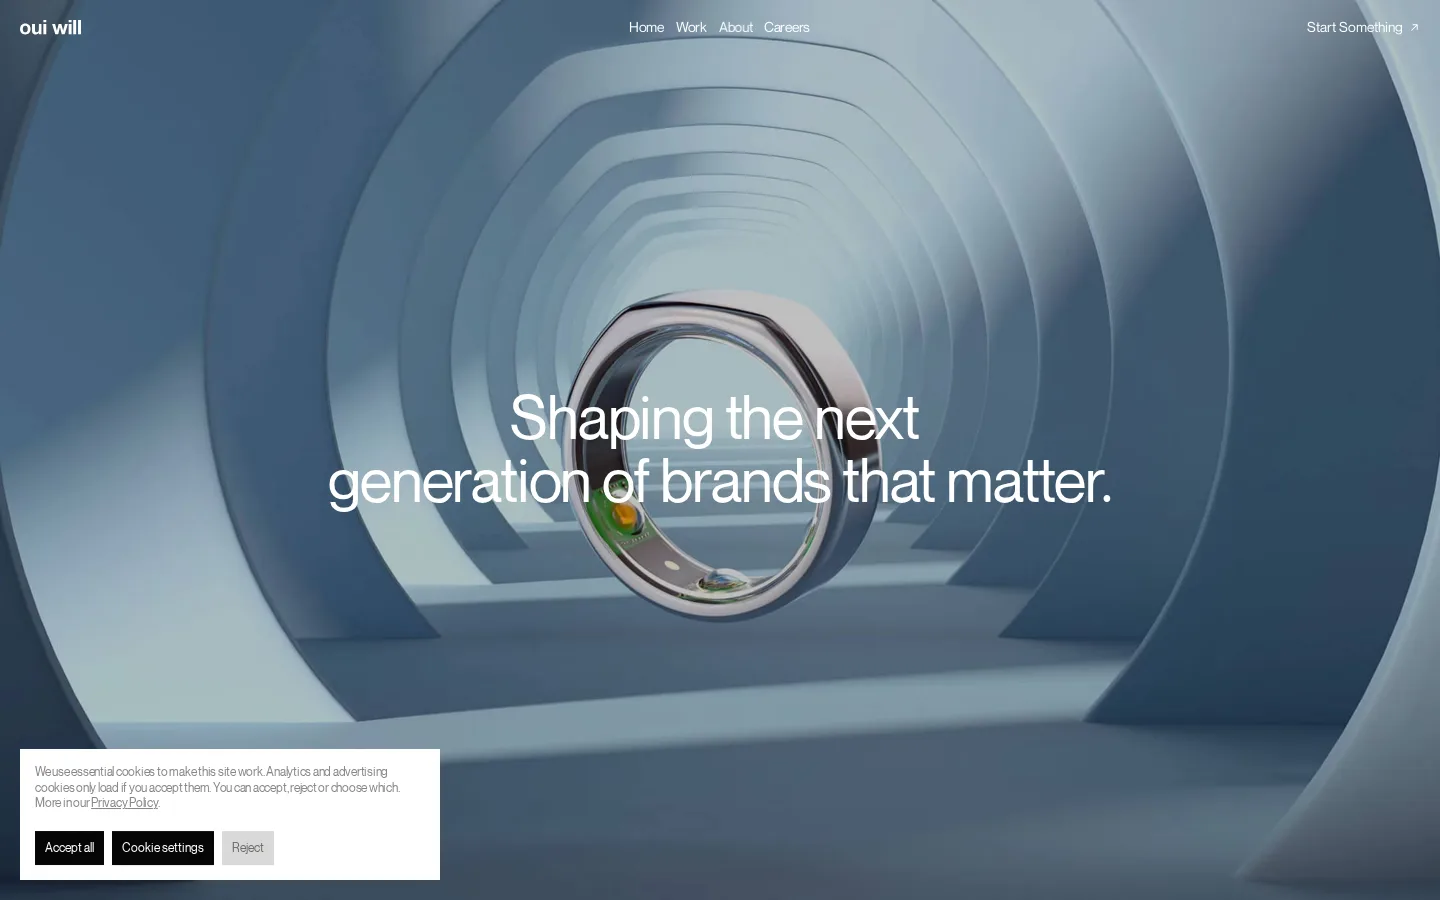 oui will
Home Work About Careers
Start Something ↗
Shaping the next
generation of brands that matter.
We use essential cookies to make this site work. Analytics and advertising
cookies only load if you accept them. You can accept, reject or choose which.
More in our Privacy Policy.
Accept all
Cookie settings
Reject